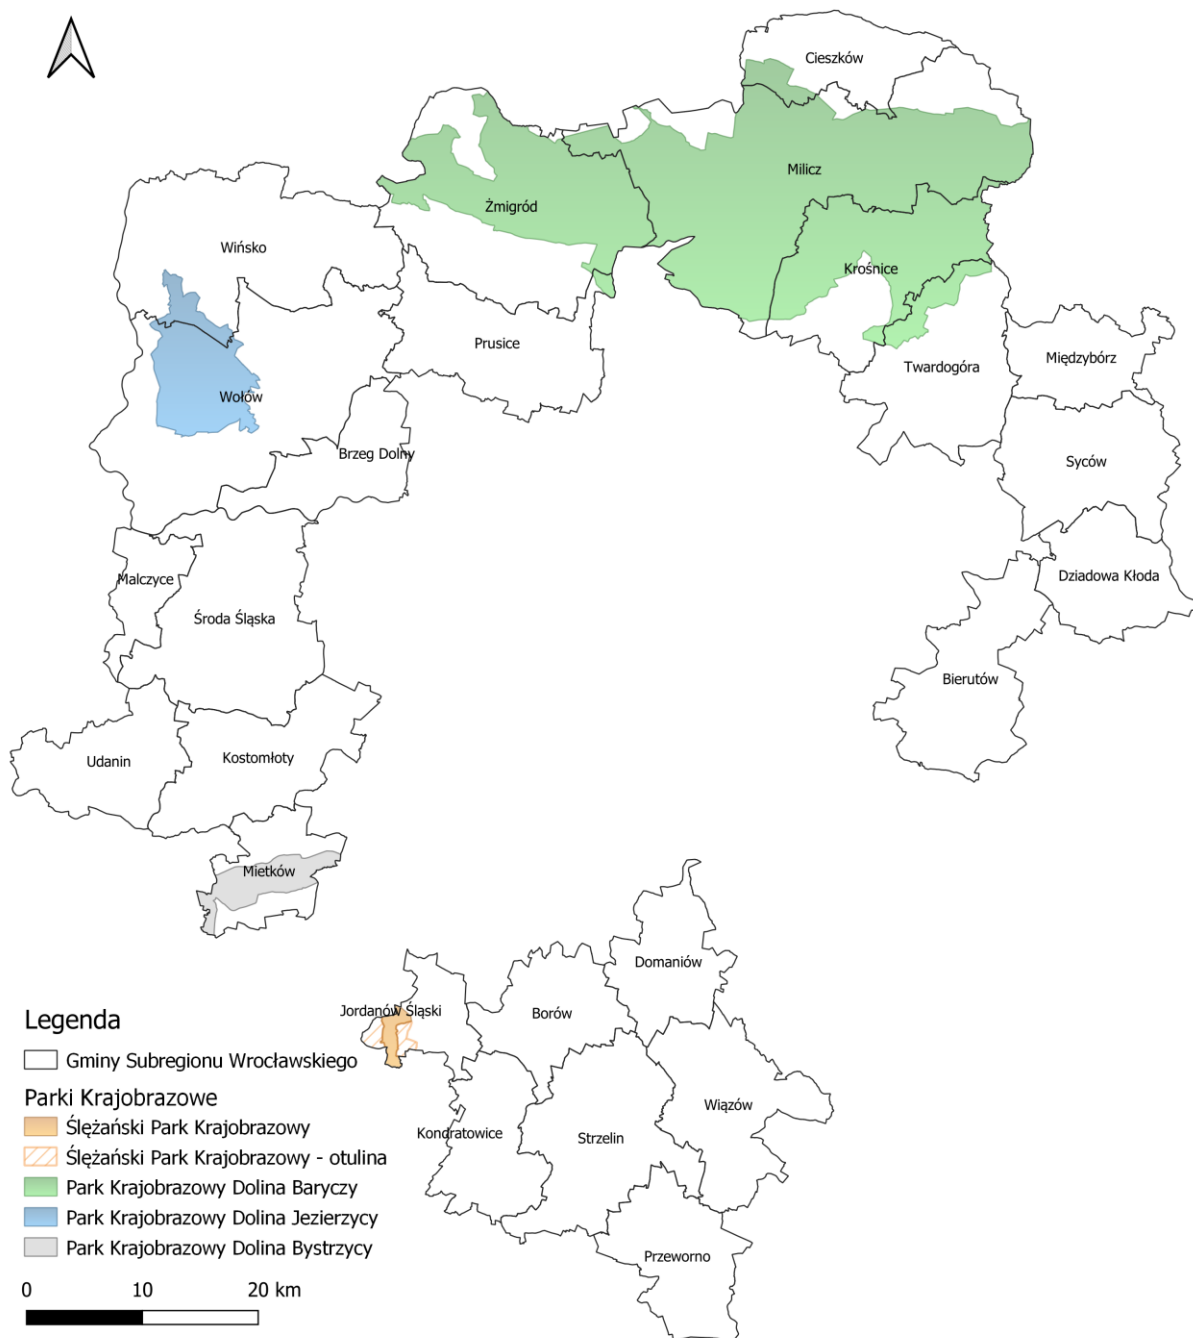 Cieszków
Milicz
Żmigród
Wińsko
Krośnice
Prusice
Międzybórz
Twardogóra
Wołów
Brzeg Dolny
Syców
Malczyce
Dziadowa Kłoda
Środa Śląska
Bierutów
Udanin
Kostomłoty
Mietków
Domaniów
Jordanów Śląski
Borów
Wiązów
Kondratowice
Strzelin
Przeworno
Legenda
Gminy Subregionu Wrocławskiego
Parki Krajobrazowe
Ślężański Park Krajobrazowy
Ślężański Park Krajobrazowy - otulina
Park Krajobrazowy Dolina Baryczy
Park Krajobrazowy Dolina Jezierzycy
Park Krajobrazowy Dolina Bystrzycy
0 10 20 km